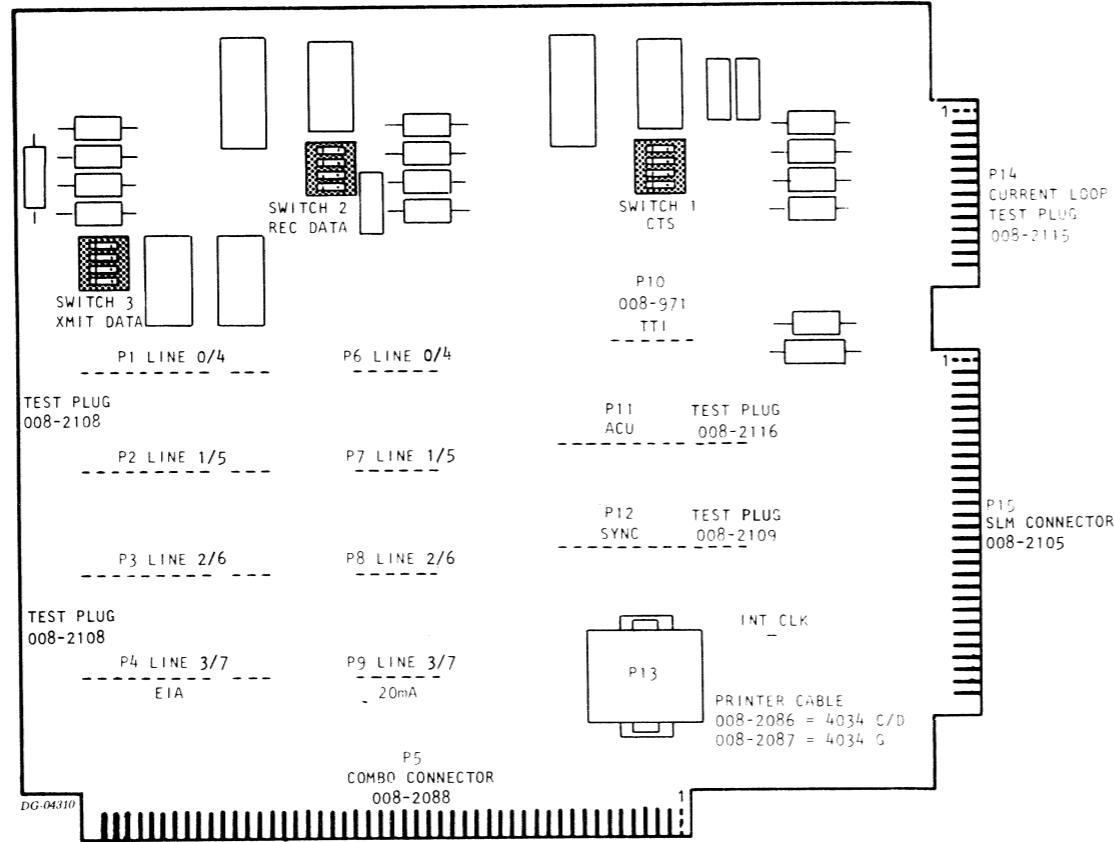 SWITCH 2
REC DATA
SWITCH 1
CTS
1
P14
CURRENT LOOP
TEST PLUG
008-2115
SWITCH 3
XMIT DATA
P10
008-971
TTI
P1 LINE 0/4
P6 LINE 0/4
1
TEST PLUG
008-2108
P11
ACU
TEST PLUG
008-2116
P2 LINE 1/5
P7 LINE 1/5
P12
SYNC
TEST PLUG
008-2109
P15
SLM CONNECTOR
008-2105
P3 LINE 2/6
P8 LINE 2/6
TEST PLUG
008-2108
INT CLK
P4 LINE 3/7
EIA
P9 LINE 3/7
20mA
P13
PRINTER CABLE
008-2086 = 4034 C/D
008-2087 = 4034 G
P5
COMBO CONNECTOR
008-2088
1
DG-04310